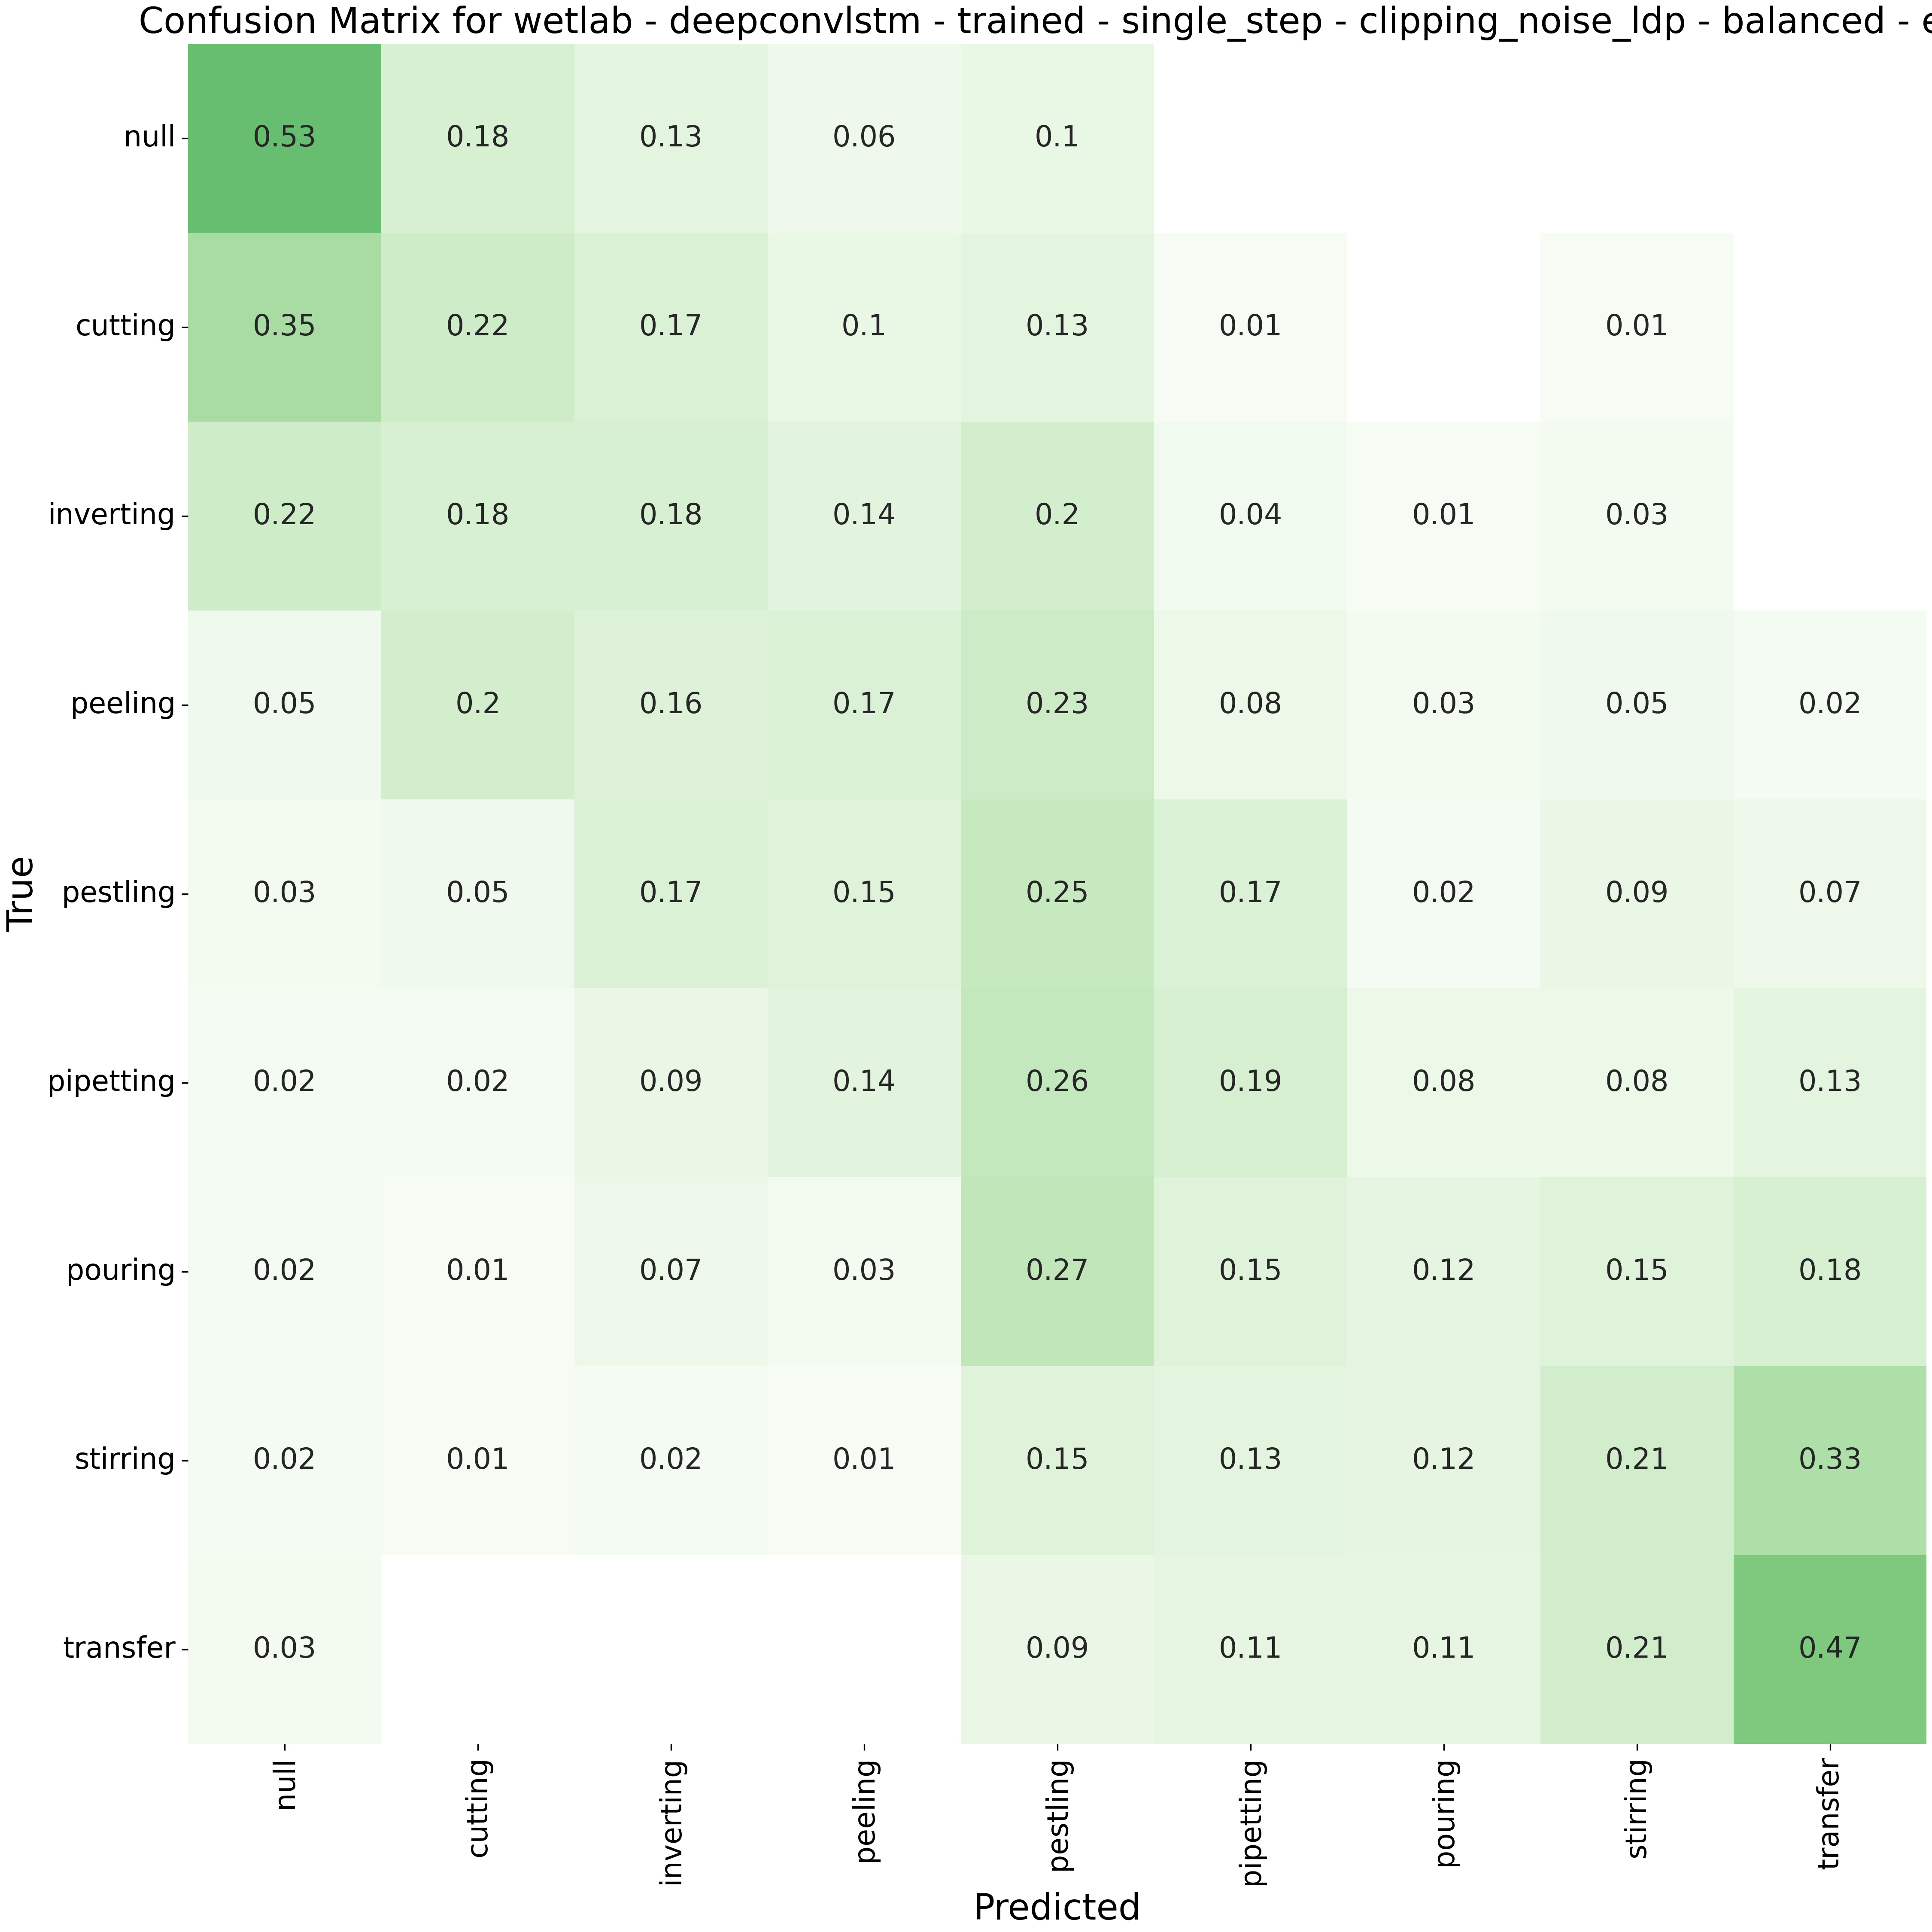 Confusion Matrix for wetlab - deepconvlstm - trained - single_step - clipping_noise_ldp - balanced - e
null 0.53 0.18 0.13 0.06 0.1
cutting 0.35 0.22 0.17 0.1 0.13 0.01 0.01
inverting 0.22 0.18 0.18 0.14 0.2 0.04 0.01 0.03
peeling 0.05 0.2 0.16 0.17 0.23 0.08 0.03 0.05 0.02
pestling 0.03 0.05 0.17 0.15 0.25 0.17 0.02 0.09 0.07
pipetting 0.02 0.02 0.09 0.14 0.26 0.19 0.08 0.08 0.13
pouring 0.02 0.01 0.07 0.03 0.27 0.15 0.12 0.15 0.18
stirring 0.02 0.01 0.02 0.01 0.15 0.13 0.12 0.21 0.33
transfer 0.03 0.09 0.11 0.11 0.21 0.47
True
null cutting inverting peeling pestling pipetting pouring stirring transfer
Predicted